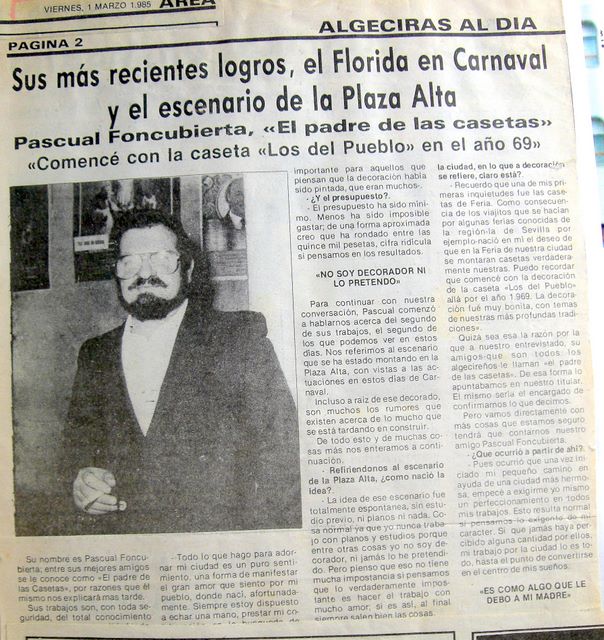 VIERNES, 1 MARZO 1.985 AREA
PAGINA 2
ALGECIRAS AL DIA
Sus más recientes logros, el Florida en Carnaval
y el escenario de la Plaza Alta
Pascual Foncubierta, «El padre de las casetas»
«Comencé con la caseta «Los del Pueblo» en el año 69»
Su nombre es Pascual Foncu-
bierta, entre sus mejores amigos
se le conoce como «El padre de
las Casetas», por razones que él
mismo nos explicará mas tarde.
Sus trabajos son, con toda se-
guridad, del total conocimiento
-Todo lo que hago para ador-
nar mi ciudad es un puro senti-
miento, una forma de manifestar
el gran amor que siento por mi
pueblo, donde nací, afortunada-
mente. Siempre estoy dispuesto
a echar una mano, prestar mi co-
importante para aquellos que
piensan que la decoración había
sido pintada, que eran muchos-
- ¿Y el presupuesto?.
- El presupuesto ha sido míni-
mo. Menos ha sido imposible
gastar; de una forma aproximada
creo que ha rondado entre las
quince mil pesetas, cifra ridícula
si pensamos en los resultados.
«NO SOY DECORADOR NI
LO PRETENDO»
Para continuar con nuestra
conversación, Pascual comenzó
a hablarnos acerca del segundo
de sus trabajos, el segundo de
los que podemos ver en estos
días. Nos referimos al escenario
que se ha estado montando en la
Plaza Alta, con vistas a las ac-
tuaciones en estos días de Car-
naval.
Incluso a raíz de ese decorado,
son muchos los rumores que
existen acerca de lo mucho que
se está tardando en construir.
De todo esto y de muchas co-
sas más nos enteramos a conti-
nuación.
- Refiriendonos al escenario
de la Plaza Alta, ¿como nació la
idea?.
- La idea de ese escenario fue
totalmente espontanea, sin estu-
dio previo, ni planos ni nada. Co-
sa normal ya que yo nunca traba-
jo con planos y estudios porque
entre otras cosas yo no soy de-
corador, ni jamás lo he pretendi-
do. Pero pienso que eso no tiene
mucha importancia si pensamos
que lo verdaderamente impor-
tante es hacer el trabajo con
mucho amor; si es así, al final
siempre salen bien las cosas.
la ciudad, en lo que a decoración
se refiere, claro está?.
- Recuerdo que una de mis pri-
meras inquietudes fue las case-
tas de Feria. Como consecuen-
cia de los viajitos que se hacían
por algunas ferias conocidas de
la región-la de Sevilla por
ejemplo-nació en mi el deseo de
que en la Feria de nuestra ciudad
se montaran casetas verdadera-
mente nuestras. Puedo recordar
que comencé con la decoración
de la caseta «Los del Pueblo»
allá por el año 1.969. La decora-
ción fué muy bonita, con temas
de nuestras más profundas tradi-
ciones».
Quizá sea esa la razón por la
que a nuestro entrevistado, su
amigos-que son todos los
algecireños-le llaman «el padre
de las casetas». De esa forma lo
apuntabamos en nuestro titular.
El mismo sería el encargado de
confirmarnos lo que decimos.
Pero vamos directamente con
más cosas que estamos seguro
tendrá que contarnos nuestro
amigo Pascual Foncubierta.
- ¿Que ocurrió a partir de ahí?.
- Pues ocurrió que una vez ini-
ciado mi pequeño camino en
ayuda de una ciudad más hermo-
sa, empecé a exigirme yo mismo
un perfeccionamiento en todos
mis trabajos. Esto resulta normal
si pensamos lo exigente de
caracter. Si que jamás haya per-
cibido alguna cantidad por ellos,
mi trabajo por la ciudad lo es to-
do, hasta el punto de convertirse
en el centro de mis sueños.
«ES COMO ALGO QUE LE
DEBO A MI MADRE»